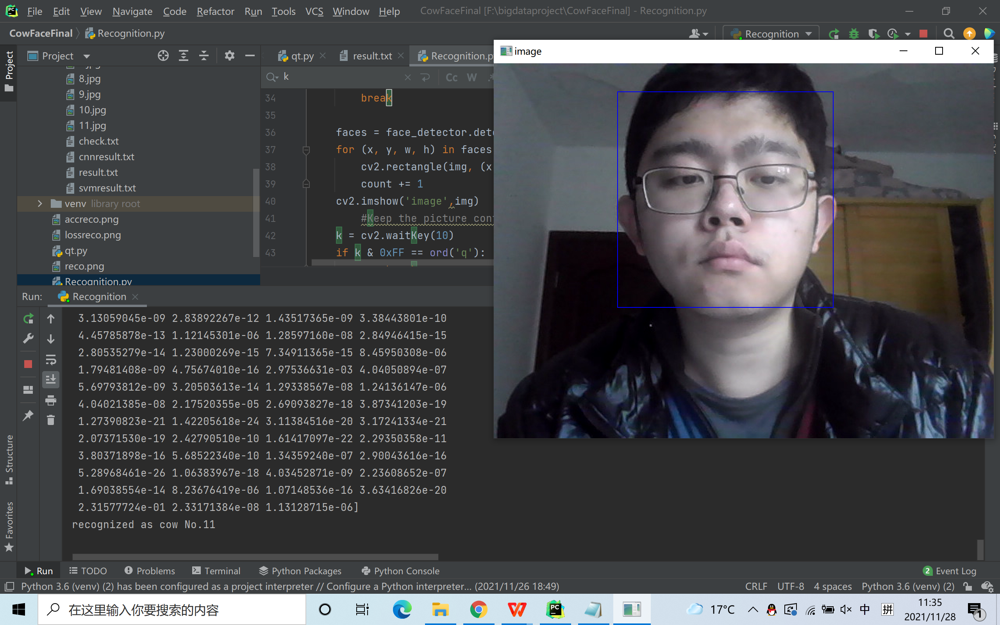 PC File Edit View Navigate Code Refactor Run Tools VCS Window Help CowFaceFinal [F:\bigdataproject\CowFaceFinal] - Recognition.py
CowFaceFinal Recognition.py Recognition
image
Project
Project
qt.py result.txt Recognition.p
k Cc W
8.jpg
9.jpg
10.jpg
11.jpg
check.txt
cnnresult.txt
result.txt
svmresult.txt
venv library root
accreco.png
lossreco.png
qt.py
reco.png
Recognition.py
34 break
35
36 faces = face_detector.det
37 for (x, y, w, h) in faces
38 cv2.rectangle(img, (x
39 count += 1
40 cv2.imshow('image',img)
41 #Keep the picture con
42 k = cv2.waitKey(10)
43 if k & 0xFF == ord('q'):
Run: Recognition
3.13059045e-09 2.83892267e-12 1.43517365e-09 3.38443801e-10
4.45785878e-13 1.12145301e-06 1.28597160e-08 2.84946415e-15
2.80535279e-14 1.23000269e-15 7.34911365e-15 8.45950308e-06
1.79481408e-09 4.75674010e-16 2.97536631e-03 4.04050894e-07
5.69793812e-09 3.20503613e-14 1.29338567e-08 1.24136147e-06
4.04021385e-08 2.17520355e-05 2.69093827e-18 3.87341203e-19
1.27390823e-21 1.42205618e-24 3.11384516e-20 3.17241334e-21
2.07371530e-19 2.42790510e-10 1.61417097e-22 2.29350358e-11
3.80371898e-16 5.68522340e-10 1.34359240e-07 2.90043616e-16
5.28968461e-26 1.06383967e-18 4.03452871e-09 2.23608652e-07
1.69038554e-14 8.23676419e-06 1.07148536e-16 3.63416826e-20
2.31577724e-01 2.33171384e-08 1.13128715e-06]
recognized as cow No.11
Structure
Favorites
Run TODO Problems Terminal Python Packages Python Console 2 Event Log
Python 3.6 (venv) (2) has been configured as a project interpreter // Configure a Python interpreter... (2021/11/26 18:49) CRLF UTF-8 4 spaces Python 3.6 (venv) (2)
在这里输入你要搜索的内容 PC 17°C 中 拼 11:35
2021/11/28 1